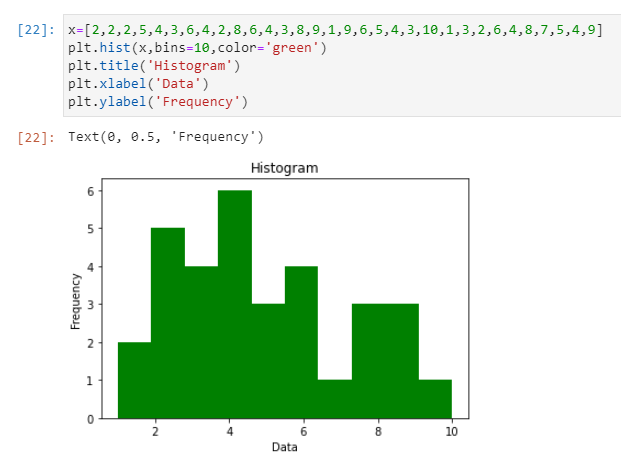 [22]: x=[2,2,2,5,4,3,6,4,2,8,6,4,3,8,9,1,9,6,5,4,3,10,1,3,2,6,4,8,7,5,4,9]
plt.hist(x,bins=10,color='green')
plt.title('Histogram')
plt.xlabel('Data')
plt.ylabel('Frequency')
[22]: Text(0, 0.5, 'Frequency')
Histogram
6
5
4
3
2
1
0
Frequency
2 4 6 8 10
Data